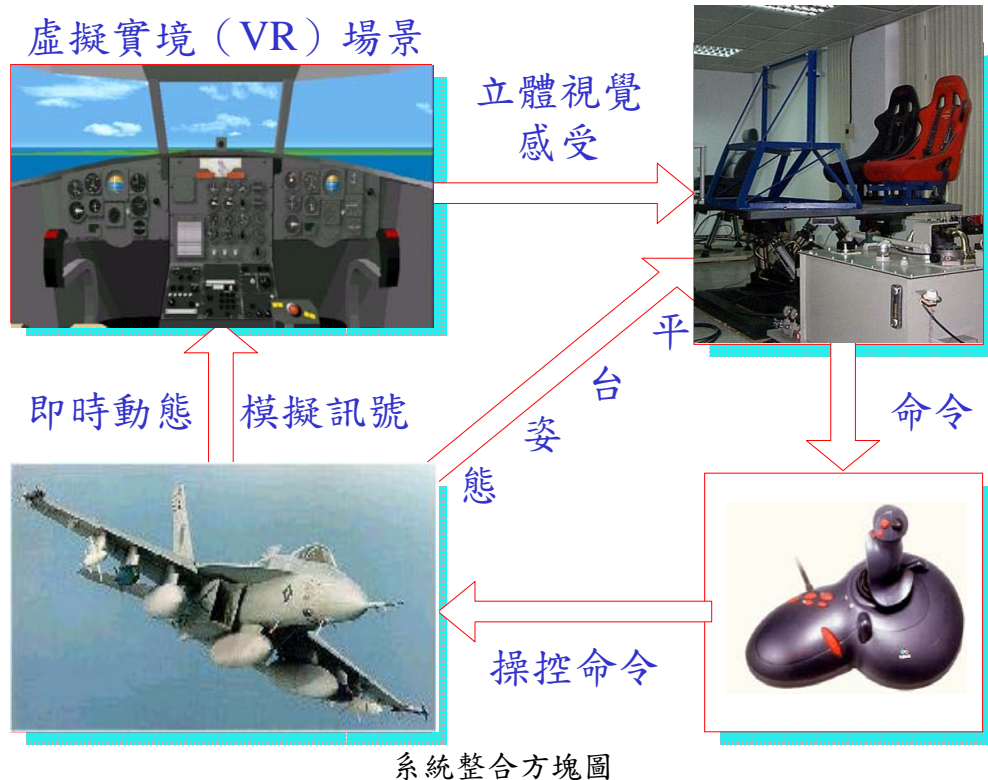 虛擬實境（VR）場景
立體視覺
感受
平
台
姿
態
即時動態 模擬訊號
命令
操控命令
系統整合方塊圖